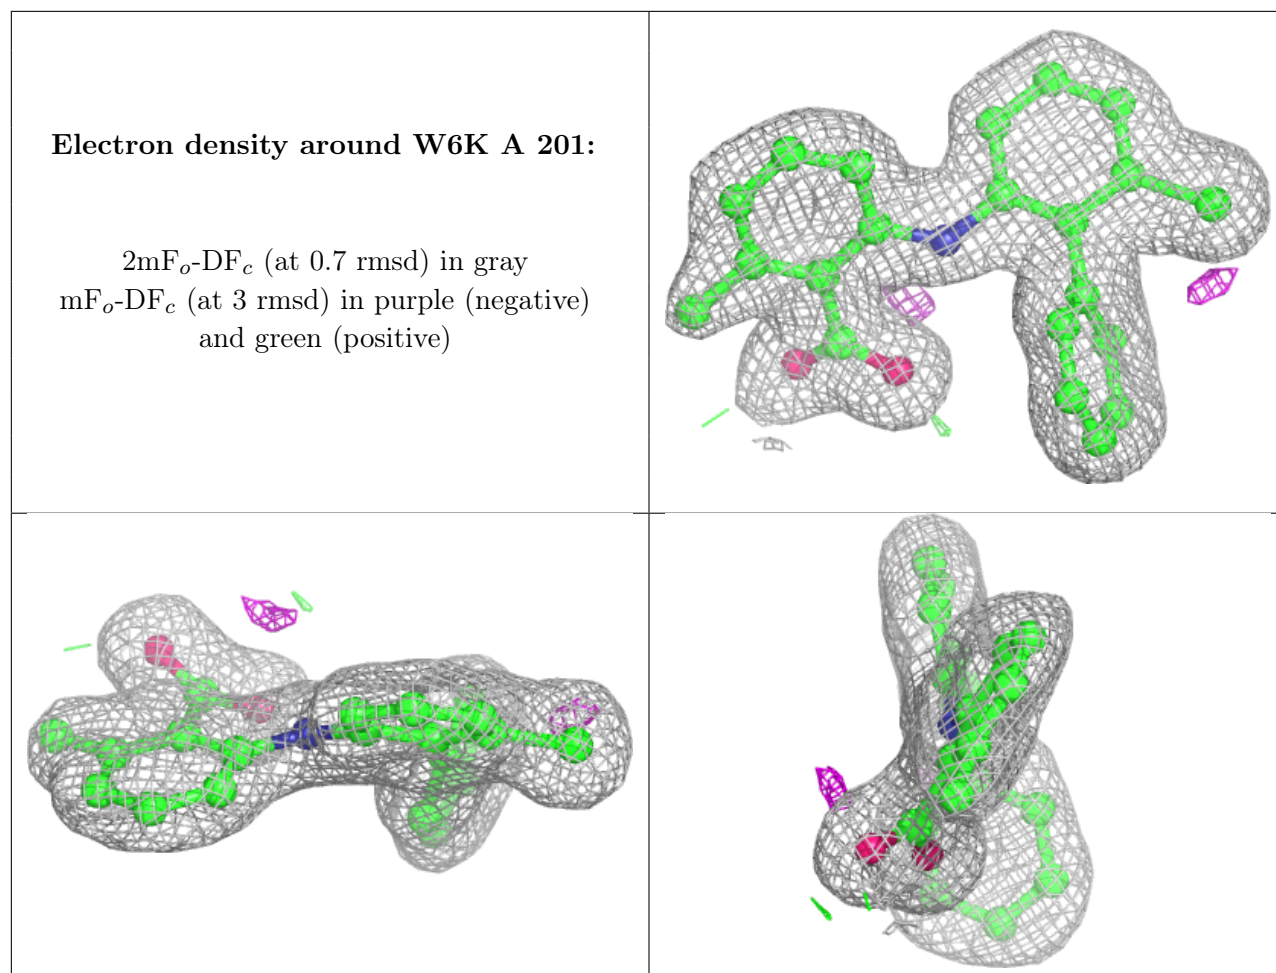 Electron density around W6K A 201:
2mFₒ-DF𝒸 (at 0.7 rmsd) in gray
mFₒ-DF𝒸 (at 3 rmsd) in purple (negative)
and green (positive)